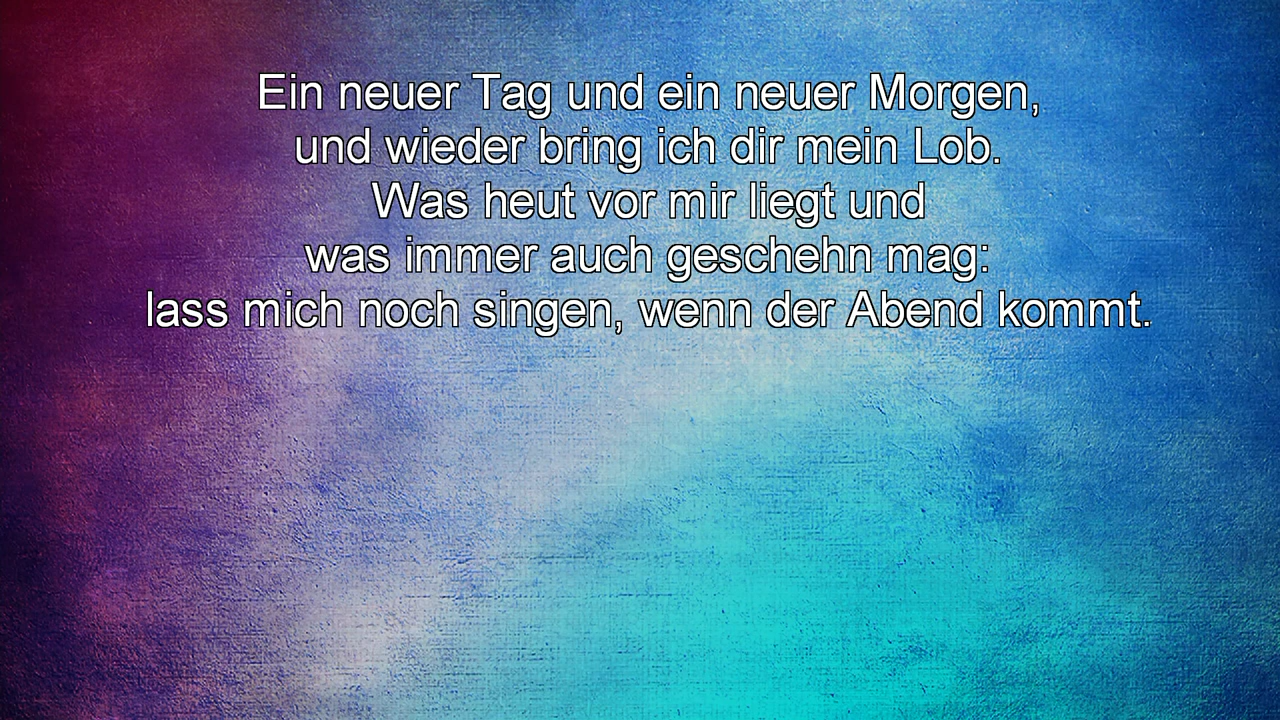 Ein neuer Tag und ein neuer Morgen,
und wieder bring ich dir mein Lob.
Was heut vor mir liegt und
was immer auch geschehn mag:
lass mich noch singen, wenn der Abend kommt.